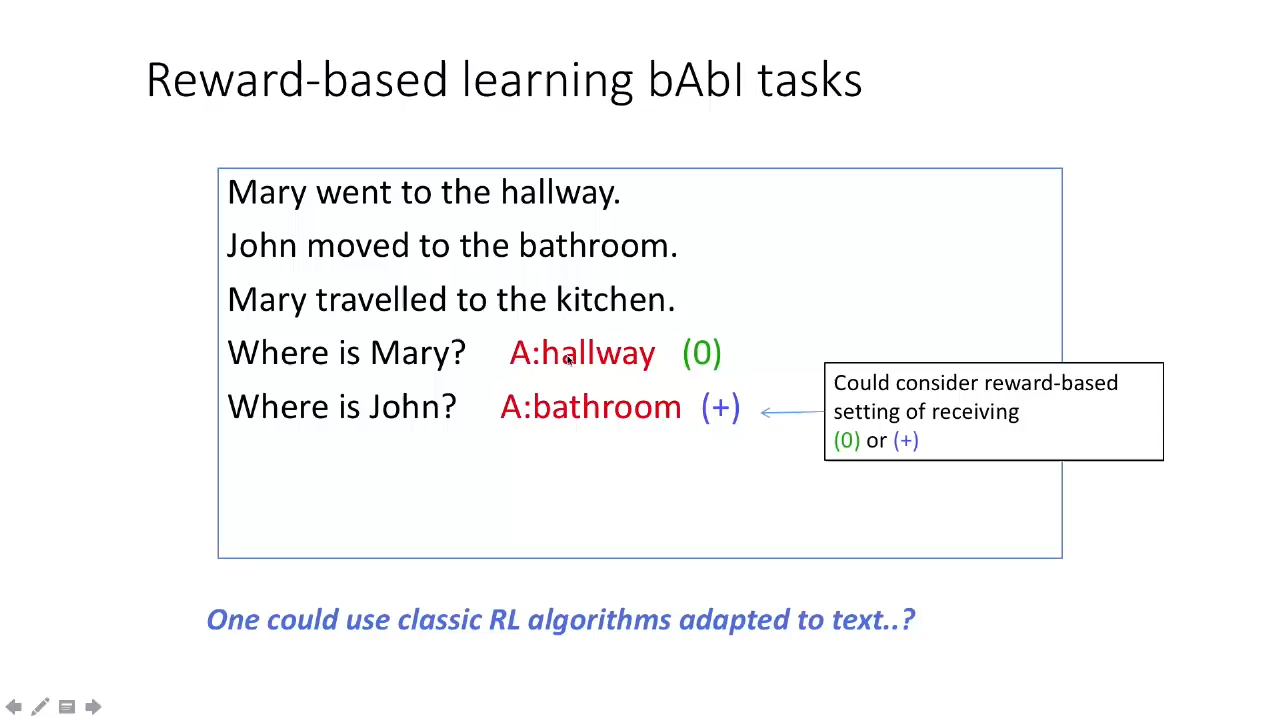 Reward-based learning bAbI tasks
Mary went to the hallway.
John moved to the bathroom.
Mary travelled to the kitchen.
Where is Mary? A:hallway (0)
Where is John? A:bathroom (+)
Could consider reward-based
setting of receiving
(0) or (+)
One could use classic RL algorithms adapted to text..?